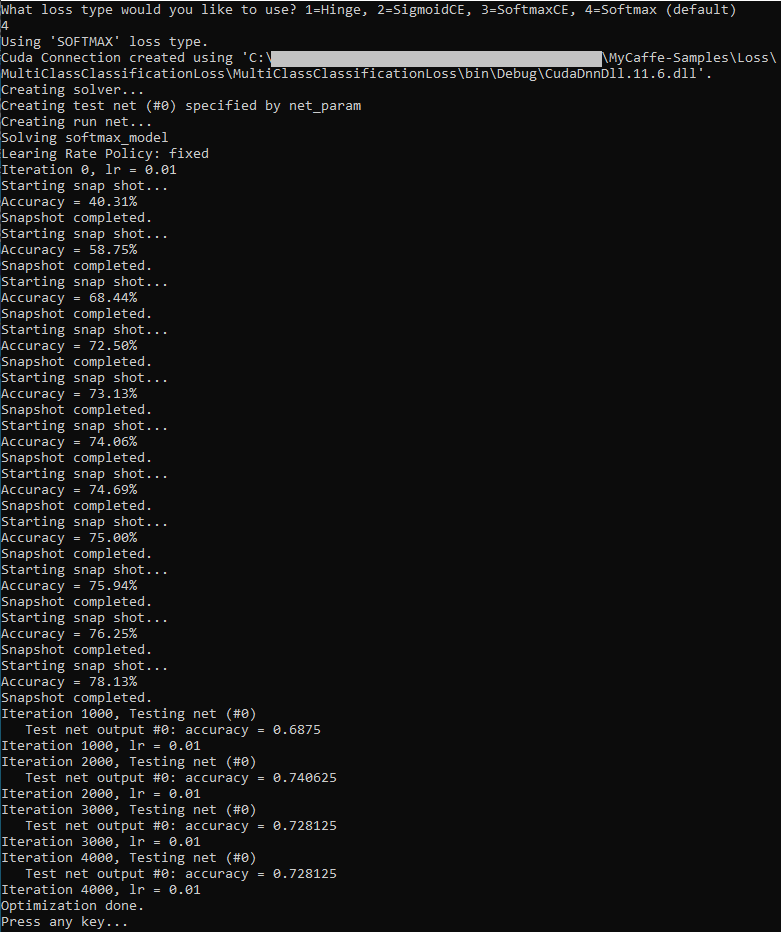 What loss type would you like to use? 1=Hinge, 2=SigmoidCE, 3=SoftmaxCE, 4=Softmax (default)
4
Using 'SOFTMAX' loss type.
Cuda Connection created using 'C:\ \MyCaffe-Samples\Loss\
MultiClassClassificationLoss\MultiClassClassificationLoss\bin\Debug\CudaDnnDll.11.6.dll'.
Creating solver...
Creating test net (#0) specified by net_param
Creating run net...
Solving softmax_model
Learing Rate Policy: fixed
Iteration 0, lr = 0.01
Starting snap shot...
Accuracy = 40.31%
Snapshot completed.
Starting snap shot...
Accuracy = 58.75%
Snapshot completed.
Starting snap shot...
Accuracy = 68.44%
Snapshot completed.
Starting snap shot...
Accuracy = 72.50%
Snapshot completed.
Starting snap shot...
Accuracy = 73.13%
Snapshot completed.
Starting snap shot...
Accuracy = 74.06%
Snapshot completed.
Starting snap shot...
Accuracy = 74.69%
Snapshot completed.
Starting snap shot...
Accuracy = 75.00%
Snapshot completed.
Starting snap shot...
Accuracy = 75.94%
Snapshot completed.
Starting snap shot...
Accuracy = 76.25%
Snapshot completed.
Starting snap shot...
Accuracy = 78.13%
Snapshot completed.
Iteration 1000, Testing net (#0)
   Test net output #0: accuracy = 0.6875
Iteration 1000, lr = 0.01
Iteration 2000, Testing net (#0)
   Test net output #0: accuracy = 0.740625
Iteration 2000, lr = 0.01
Iteration 3000, Testing net (#0)
   Test net output #0: accuracy = 0.728125
Iteration 3000, lr = 0.01
Iteration 4000, Testing net (#0)
   Test net output #0: accuracy = 0.728125
Iteration 4000, lr = 0.01
Optimization done.
Press any key...